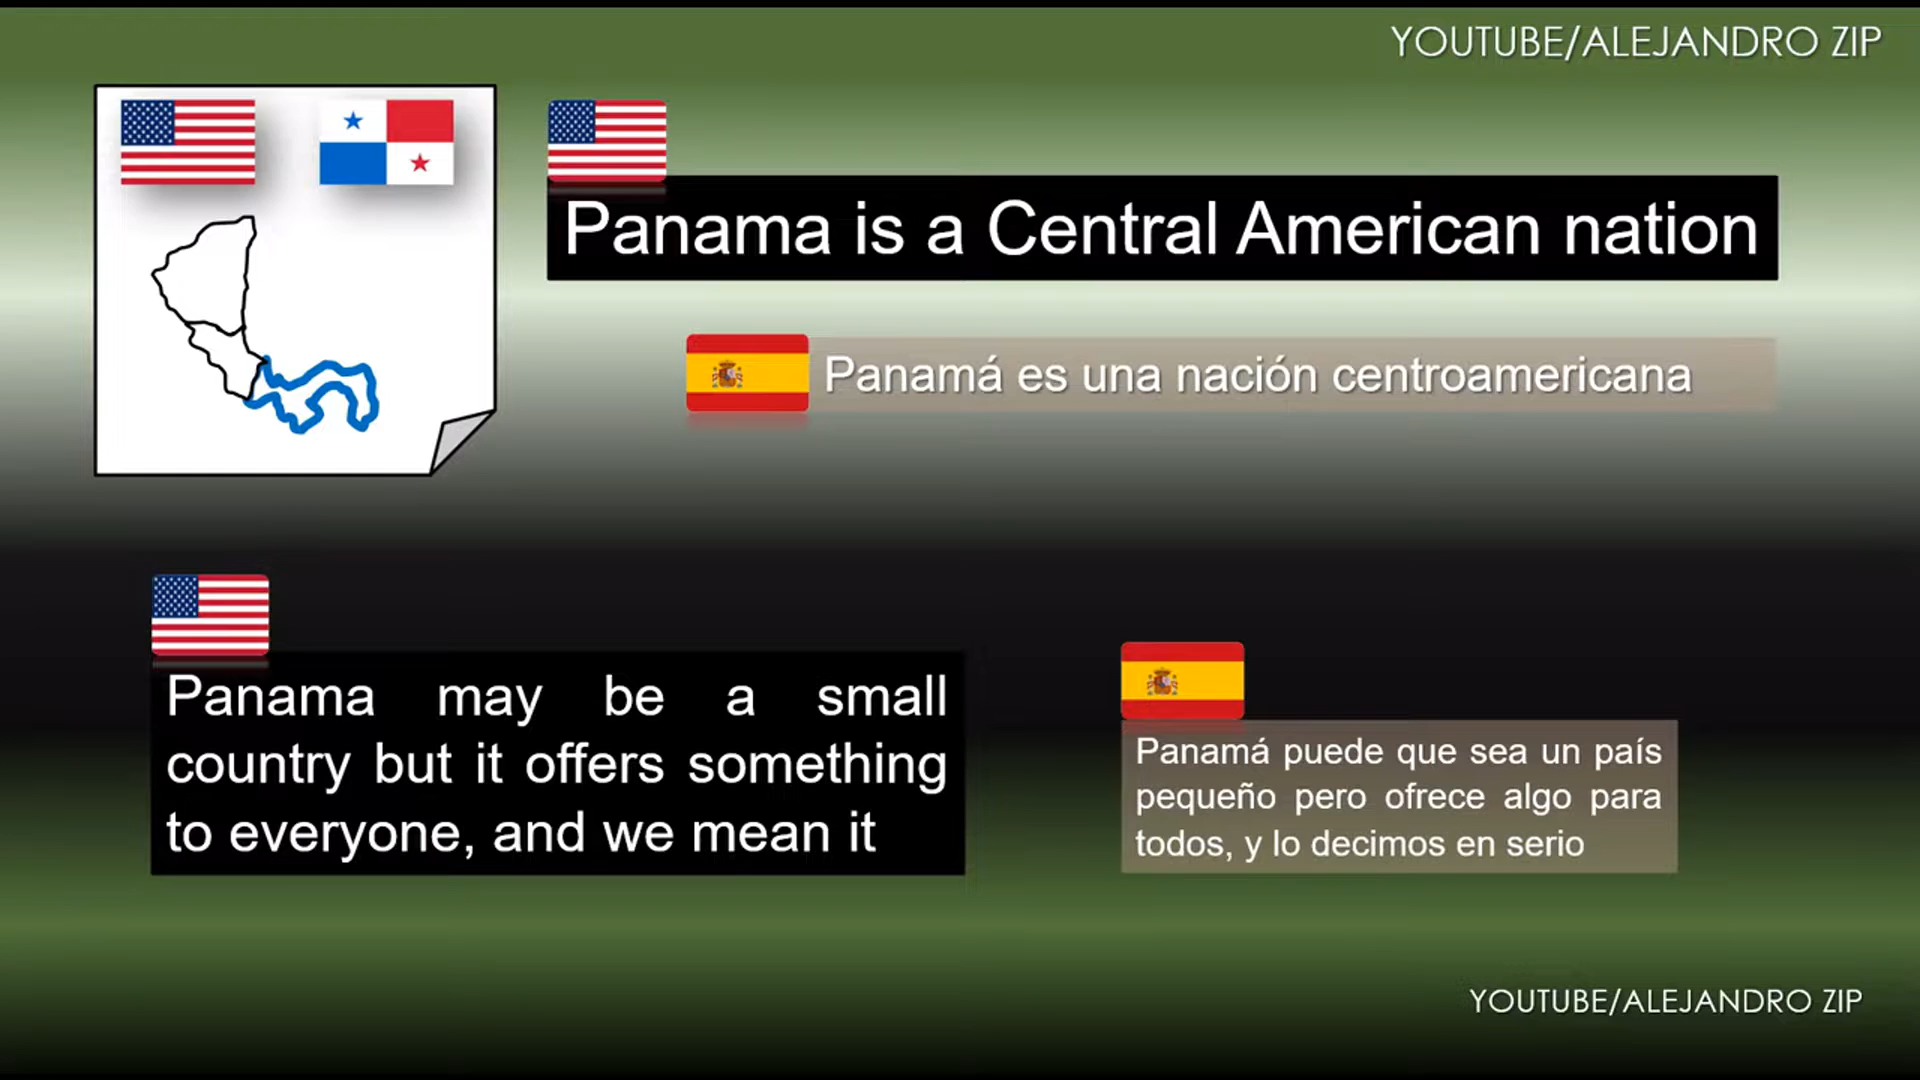 YOUTUBE/ALEJANDRO ZIP
Panama is a Central American nation
Panamá es una nación centroamericana
Panama may be a small
country but it offers something
to everyone, and we mean it
Panamá puede que sea un país
pequeño pero ofrece algo para
todos, y lo decimos en serio
YOUTUBE/ALEJANDRO ZIP